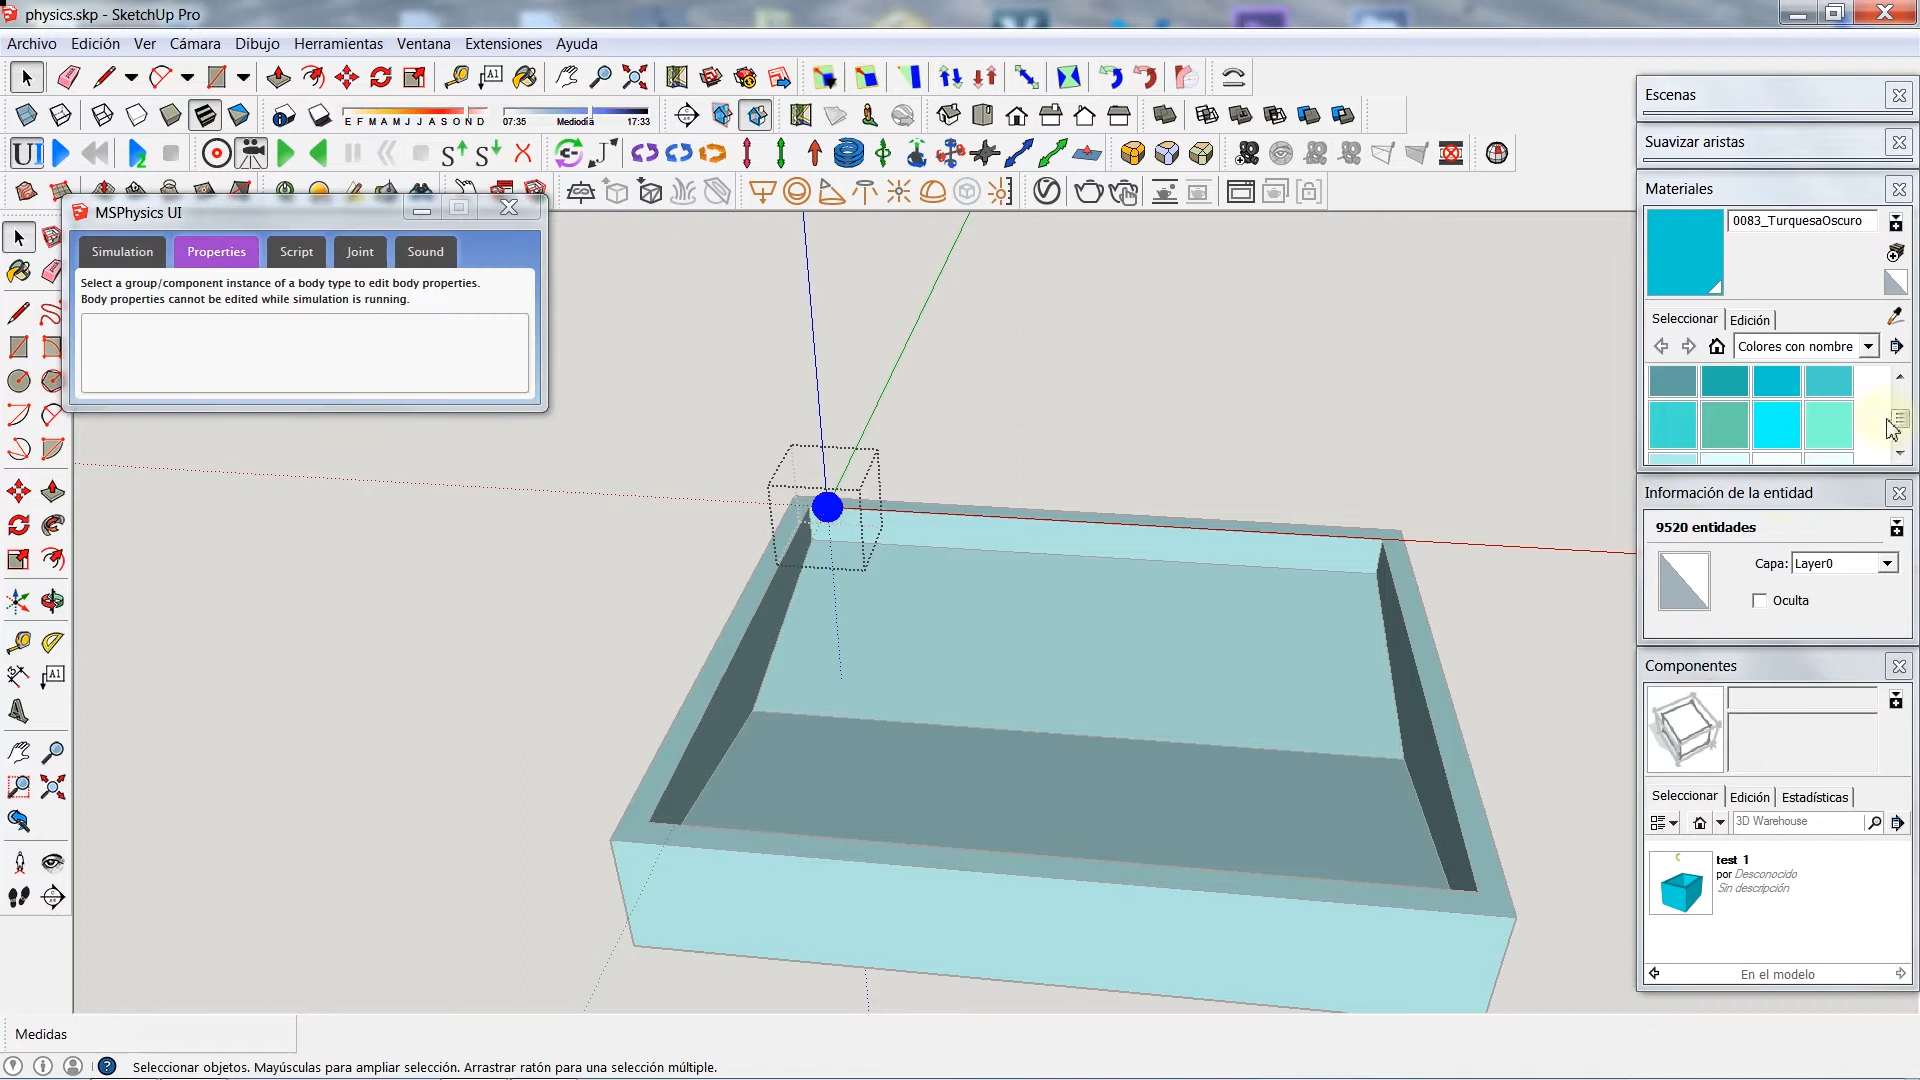 physics.skp - SketchUp Pro
Archivo Edición Ver Cámara Dibujo Herramientas Ventana Extensiones Ayuda
A1
E F M A M J J A S O N D
07:35 Mediodía 17:33
UI
2
MSPhysics UI
Simulation Properties Script Joint Sound
Select a group/component instance of a body type to edit body properties.
Body properties cannot be edited while simulation is running.
A1
Escenas
Suavizar aristas
Materiales
0083_TurquesaOscuro
Seleccionar Edición
Colores con nombre
Información de la entidad
9520 entidades
Capa: Layer0
Oculta
Componentes
Seleccionar Edición Estadísticas
3D Warehouse
test 1
por Desconocido
Sin descripción
En el modelo
Medidas
Seleccionar objetos. Mayúsculas para ampliar selección. Arrastrar ratón para una selección múltiple.